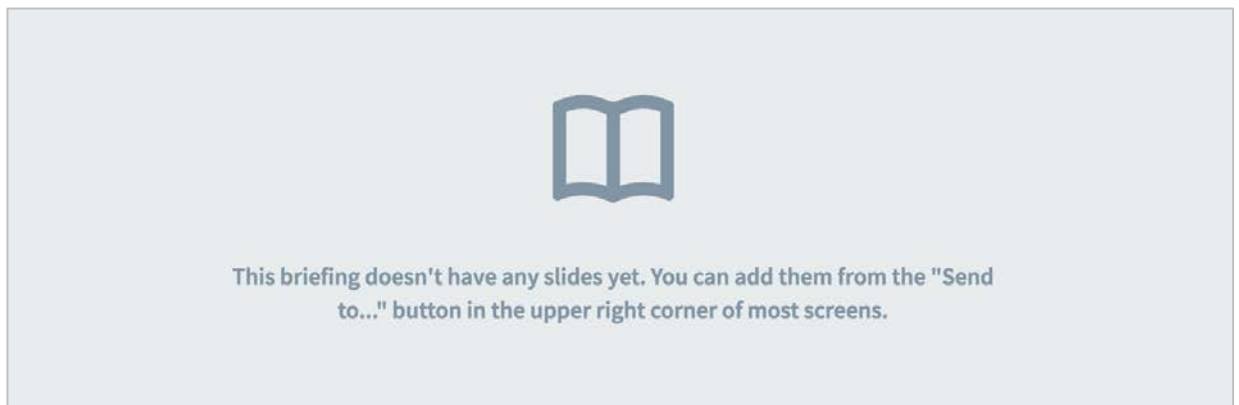 This briefing doesn't have any slides yet. You can add them from the "Send
to..." button in the upper right corner of most screens.